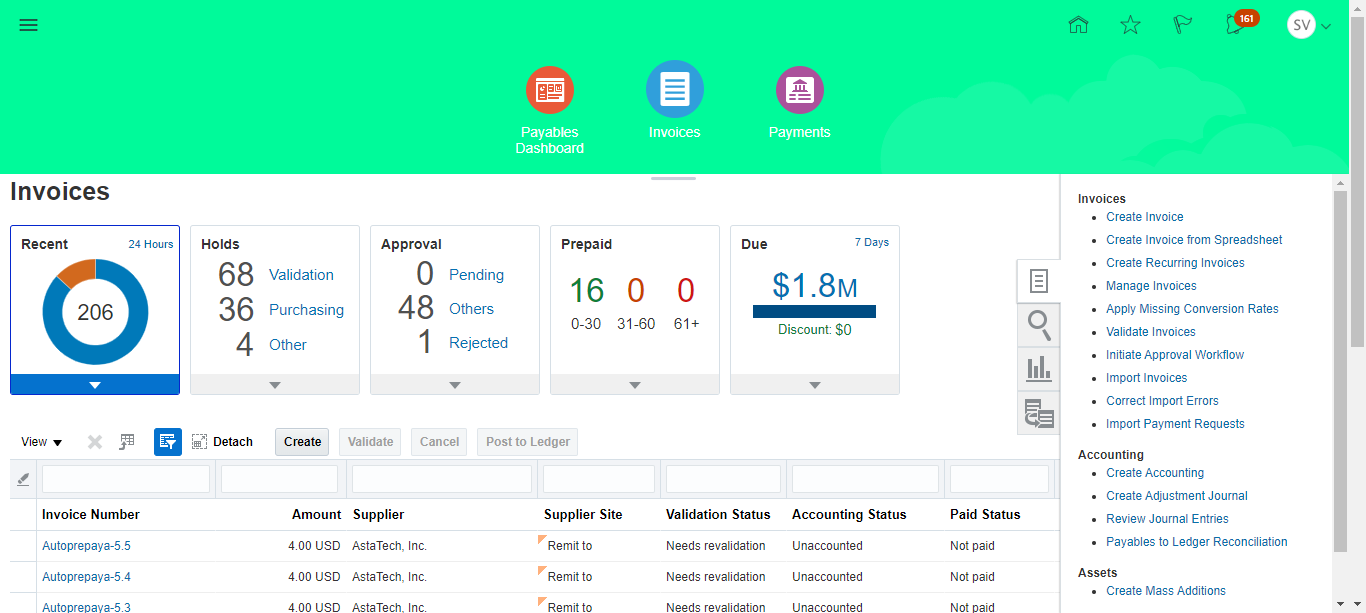 161
SV
Payables
Dashboard
Invoices
Payments
Invoices
Recent
24 Hours
206
Holds
68 Validation
36 Purchasing
4 Other
Approval
0 Pending
48 Others
1 Rejected
Prepaid
16 0 0
0-30 31-60 61+
Due
7 Days
$1.8M
Discount: $0
View
Detach
Create
Validate
Cancel
Post to Ledger
Invoice Number Amount Supplier Supplier Site Validation Status Accounting Status Paid Status
Autoprepaya-5.5 4.00 USD AstaTech, Inc. Remit to Needs revalidation Unaccounted Not paid
Autoprepaya-5.4 4.00 USD AstaTech, Inc. Remit to Needs revalidation Unaccounted Not paid
Autoprepaya-5.3 4.00 USD AstaTech, Inc. Remit to Needs revalidation Unaccounted Not paid
Invoices
Create Invoice
Create Invoice from Spreadsheet
Create Recurring Invoices
Manage Invoices
Apply Missing Conversion Rates
Validate Invoices
Initiate Approval Workflow
Import Invoices
Correct Import Errors
Import Payment Requests
Accounting
Create Accounting
Create Adjustment Journal
Review Journal Entries
Payables to Ledger Reconciliation
Assets
Create Mass Additions